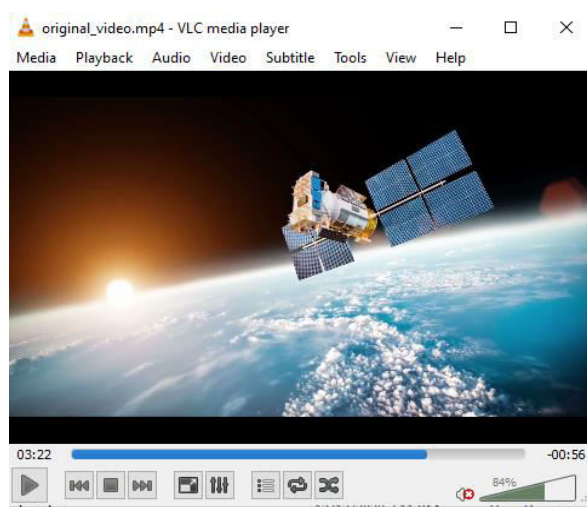 original_video.mp4 - VLC media player
Media Playback Audio Video Subtitle Tools View Help
03:22 -00:56
84%